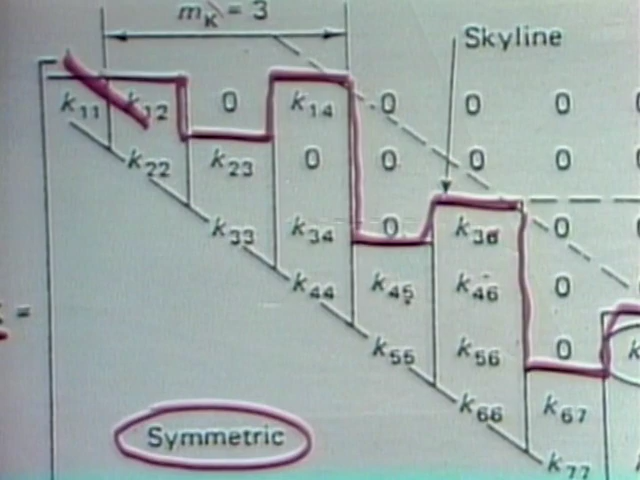 m_K = 3
Skyline
k₁₁ k₁₂ 0 k₁₄ 0 0 0
k₂₂ k₂₃ 0 0 0 0
k₃₃ k₃₄ 0 k₃₆ 0
k₄₄ k₄₅ k₄₆ 0
=
k₅₅ k₅₆ 0 k
k₆₆ k₆₇
Symmetric
k₇₇